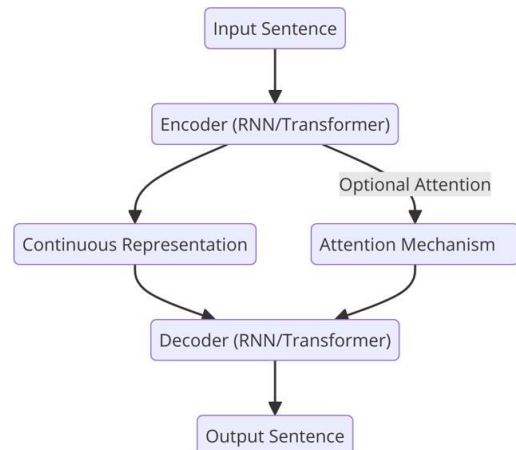 Input Sentence
Encoder (RNN/Transformer)
Optional Attention
Continuous Representation
Attention Mechanism
Decoder (RNN/Transformer)
Output Sentence